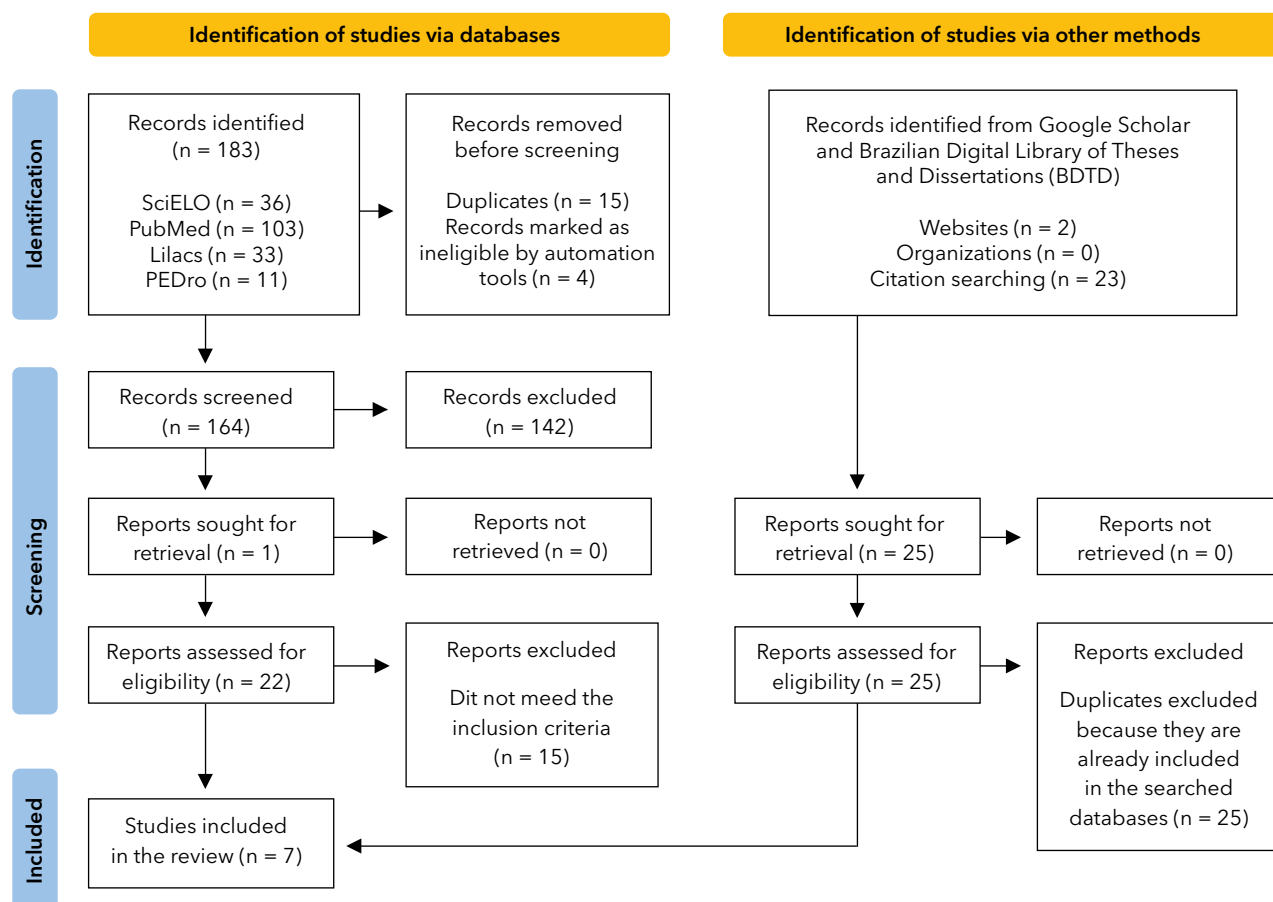 Identification of studies via databases
Identification of studies via other methods
Identification
Records identified
(n = 183)
SciELO (n = 36)
PubMed (n = 103)
Lilacs (n = 33)
PEDro (n = 11)
Records removed
before screening
Duplicates (n = 15)
Records marked as
ineligible by automation
tools (n = 4)
Records identified from Google Scholar
and Brazilian Digital Library of Theses
and Dissertations (BDTD)
Websites (n = 2)
Organizations (n = 0)
Citation searching (n = 23)
Screening
Records screened
(n = 164)
Records excluded
(n = 142)
Reports sought for
retrieval (n = 1)
Reports not
retrieved (n = 0)
Reports sought for
retrieval (n = 25)
Reports not
retrieved (n = 0)
Reports assessed for
eligibility (n = 22)
Reports excluded
Dit not meed the
inclusion criteria
(n = 15)
Reports assessed for
eligibility (n = 25)
Reports excluded
Duplicates excluded
because they are
already included
in the searched
databases (n = 25)
Included
Studies included
in the review (n = 7)